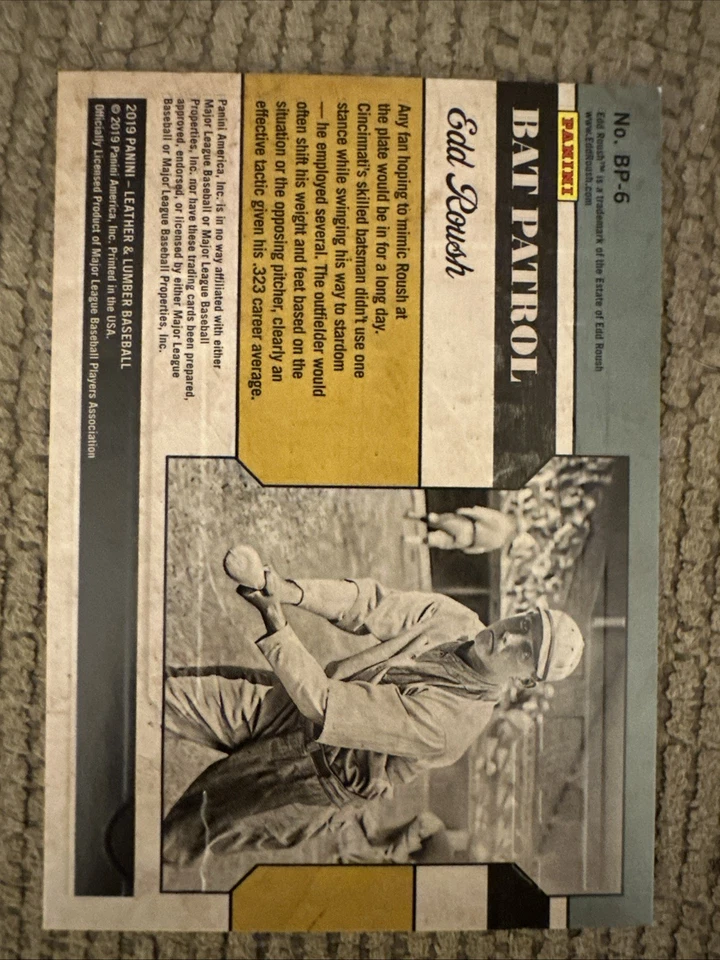 No. BP-6
Edd Roush™ is a trademark of the Estate of Edd Roush
www.EddRoush.com
PANINI
BAT PATROL
Edd Roush
Any fan hoping to mimic Roush at
the plate would be in for a long day.
Cincinnati's skilled batsman didn't use one
stance while swinging his way to stardom
— he employed several. The outfielder would
often shift his weight and feet based on the
situation or the opposing pitcher, clearly an
effective tactic given his .323 career average.
Panini America, Inc. is in no way affiliated with either
Major League Baseball or Major League Baseball
Properties, Inc. nor have these trading cards been prepared,
approved, endorsed, or licensed by either Major League
Baseball or Major League Baseball Properties, Inc.
2019 PANINI – LEATHER & LUMBER BASEBALL
© 2019 Panini America, Inc. Printed in the USA.
Officially Licensed Product of Major League Baseball Players Association